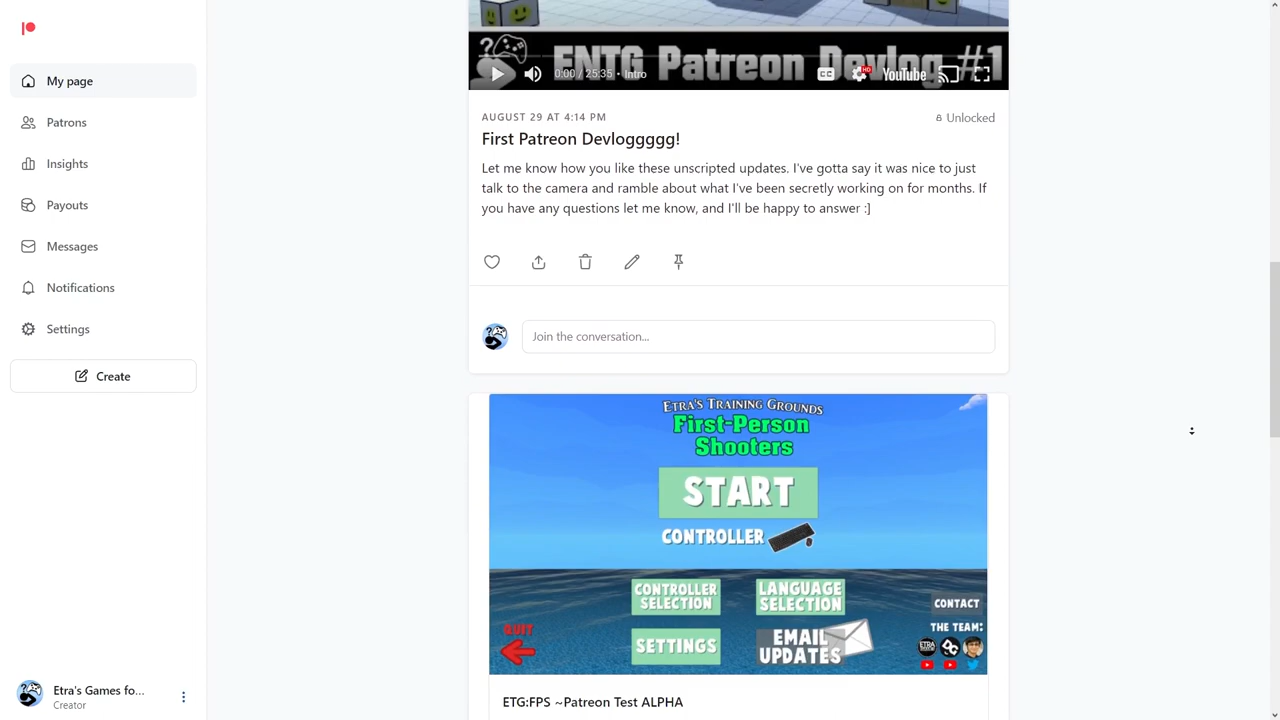 My page
Patrons
Insights
Payouts
Messages
Notifications
Settings
Create
Etra's Games fo...
Creator
ENTG Patreon Devlog #1
0:00 / 25:35 • Intro
CC
HD
YouTube
AUGUST 29 AT 4:14 PM
Unlocked
First Patreon Devloggggg!
Let me know how you like these unscripted updates. I've gotta say it was nice to just
talk to the camera and ramble about what I've been secretly working on for months. If
you have any questions let me know, and I'll be happy to answer :]
Join the conversation...
ETRA'S TRAINING GROUNDS
First-Person
Shooters
START
CONTROLLER
CONTROLLER
SELECTION
LANGUAGE
SELECTION
CONTACT
THE TEAM:
QUIT
SETTINGS
EMAIL
UPDATES
ETG:FPS ~Patreon Test ALPHA